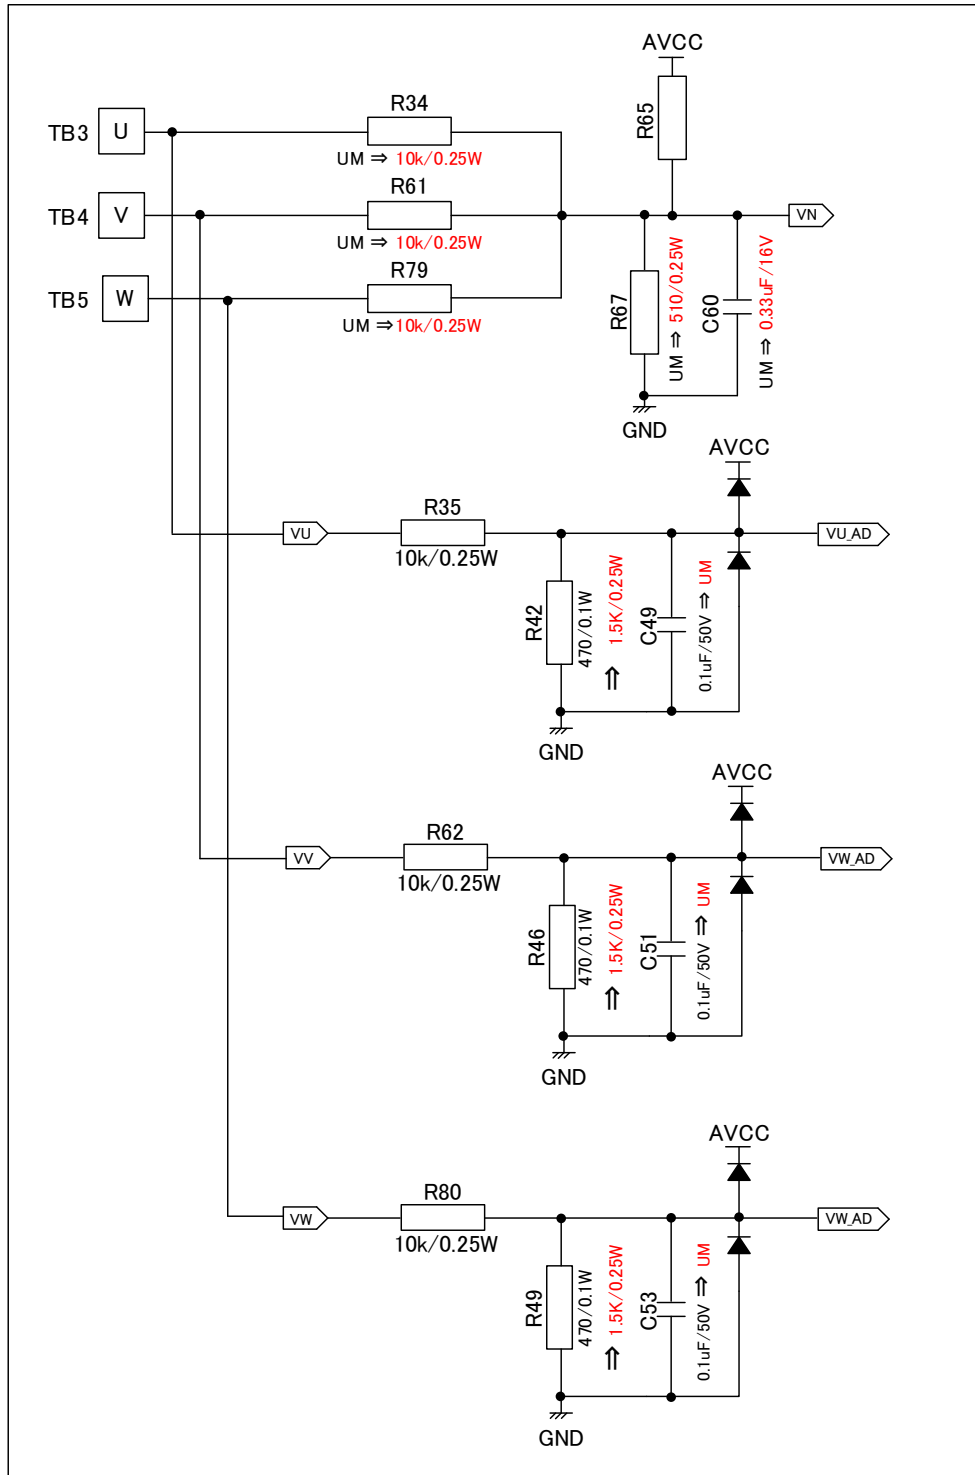 AVCC
R34
R65
TB3 U
UM ⇒ 10k/0.25W
R61
TB4 V
VN
UM ⇒ 10k/0.25W
R79
TB5 W
UM ⇒ 10k/0.25W
R67
UM ⇒ 510/0.25W
C60
UM ⇒ 0.33uF/16V
GND
AVCC
R35
VU
VU_AD
10k/0.25W
R42
470/0.1W
⇒ 1.5K/0.25W
C49
0.1uF/50V ⇒ UM
GND
AVCC
R62
VV
VW_AD
10k/0.25W
R46
470/0.1W
⇒ 1.5K/0.25W
C51
0.1uF/50V ⇒ UM
GND
AVCC
R80
VW
VW_AD
10k/0.25W
R49
470/0.1W
⇒ 1.5K/0.25W
C53
0.1uF/50V ⇒ UM
GND